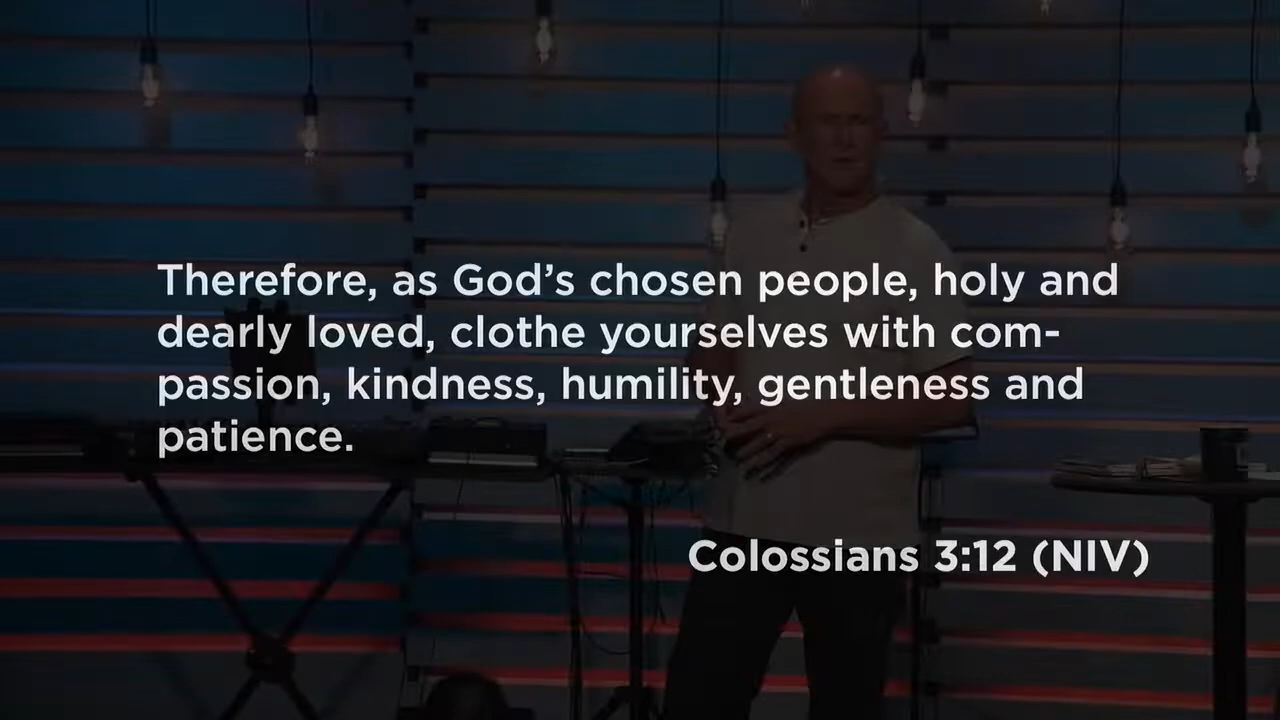 Therefore, as God’s chosen people, holy and
dearly loved, clothe yourselves with com-
passion, kindness, humility, gentleness and
patience.
Colossians 3:12 (NIV)